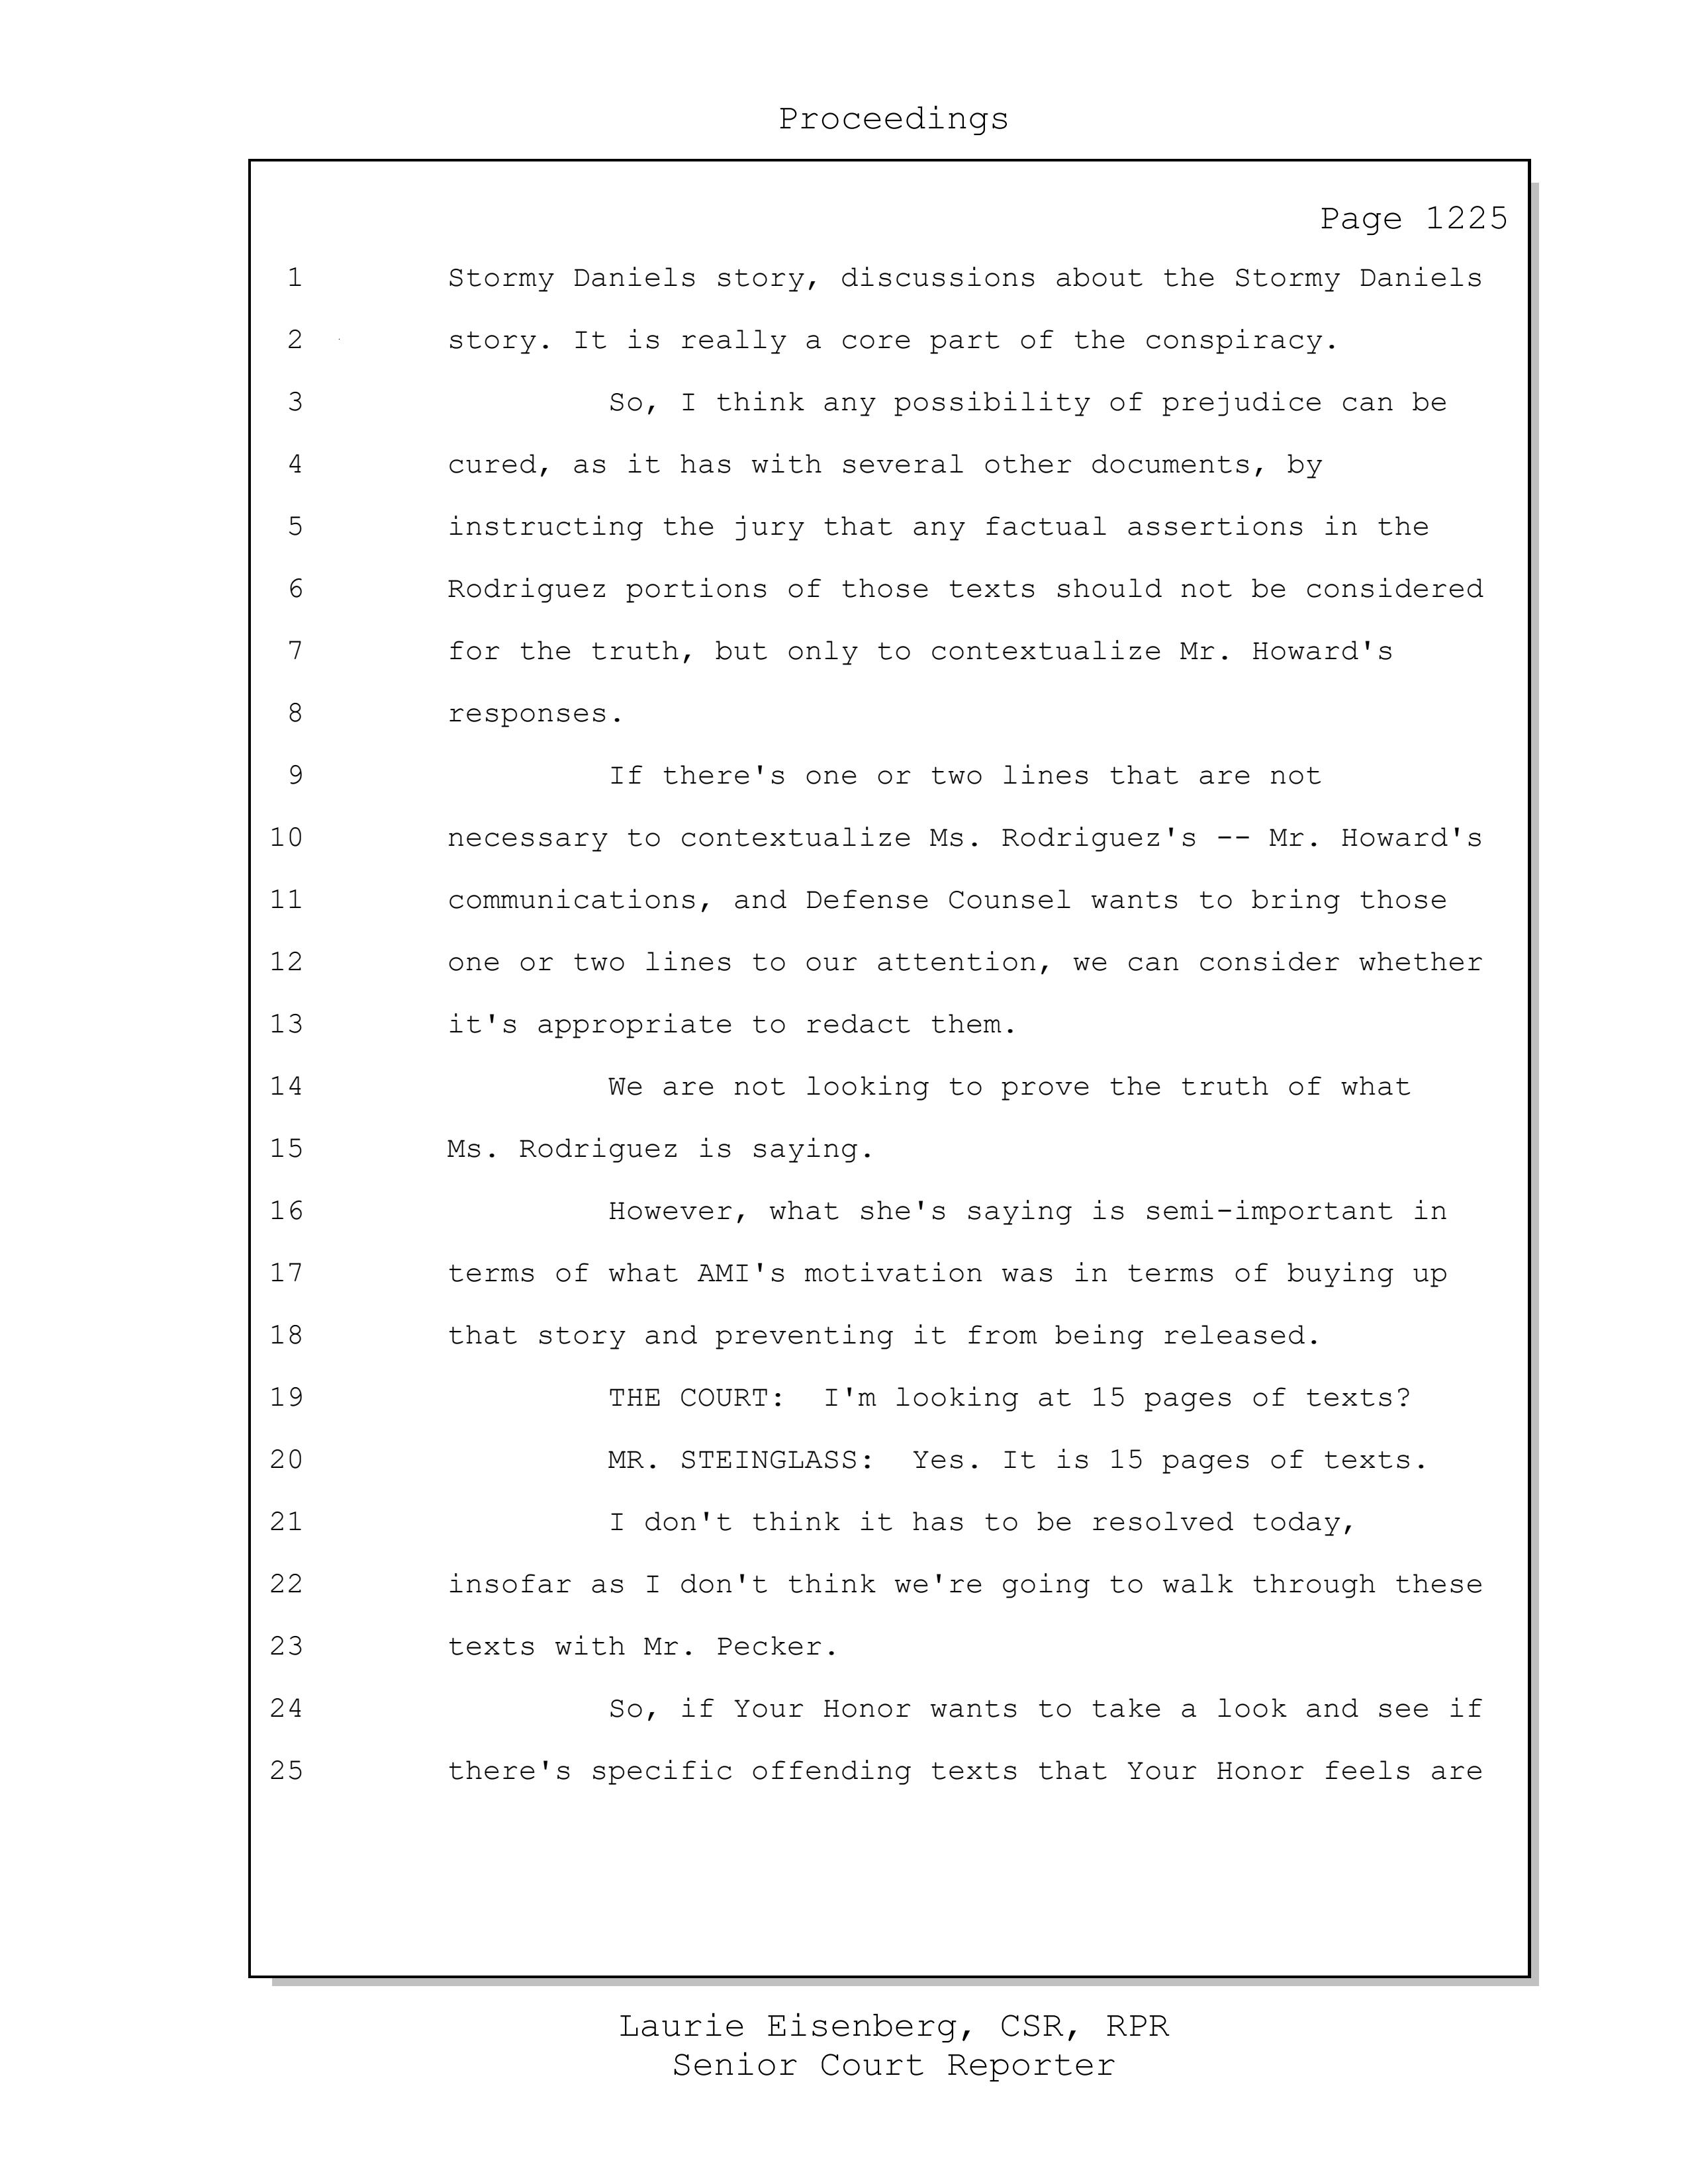 Proceedings
Page 1225
1 Stormy Daniels story, discussions about the Stormy Daniels
2 story. It is really a core part of the conspiracy.
3 So, I think any possibility of prejudice can be
4 cured, as it has with several other documents, by
5 instructing the jury that any factual assertions in the
6 Rodriguez portions of those texts should not be considered
7 for the truth, but only to contextualize Mr. Howard's
8 responses.
9 If there's one or two lines that are not
10 necessary to contextualize Ms. Rodriguez's -- Mr. Howard's
11 communications, and Defense Counsel wants to bring those
12 one or two lines to our attention, we can consider whether
13 it's appropriate to redact them.
14 We are not looking to prove the truth of what
15 Ms. Rodriguez is saying.
16 However, what she's saying is semi-important in
17 terms of what AMI's motivation was in terms of buying up
18 that story and preventing it from being released.
19 THE COURT:  I'm looking at 15 pages of texts?
20 MR. STEINGLASS:  Yes. It is 15 pages of texts.
21 I don't think it has to be resolved today,
22 insofar as I don't think we're going to walk through these
23 texts with Mr. Pecker.
24 So, if Your Honor wants to take a look and see if
25 there's specific offending texts that Your Honor feels are
Laurie Eisenberg, CSR, RPR
Senior Court Reporter